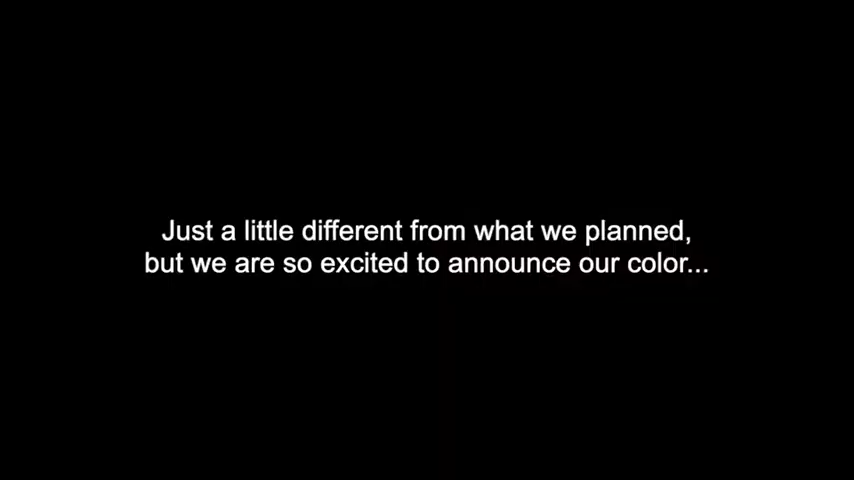 Just a little different from what we planned,
but we are so excited to announce our color...